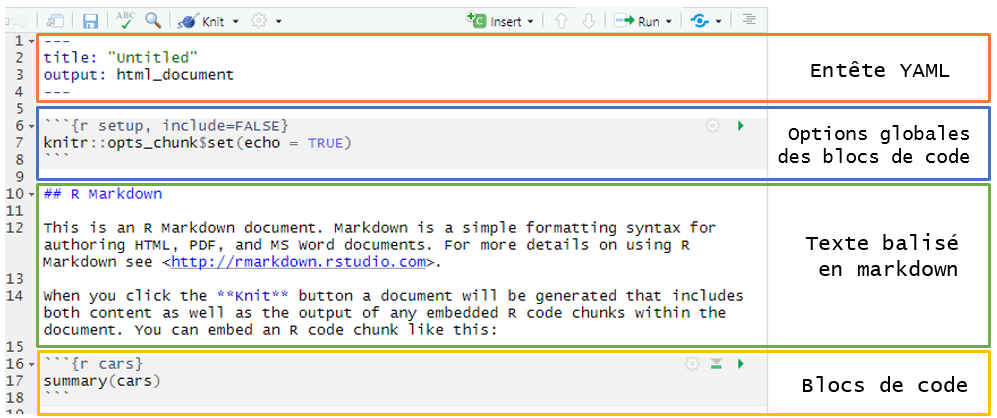 ABC Knit Insert Run
1 ---
2 title: "Untitled"
3 output: html_document
4 ---
Entête YAML
5
6 ```{r setup, include=FALSE}
7 knitr::opts_chunk$set(echo = TRUE)
8 ```
Options globales
des blocs de code
9
10 ## R Markdown
11
12 This is an R Markdown document. Markdown is a simple formatting syntax for
authoring HTML, PDF, and MS Word documents. For more details on using R
Markdown see <http://rmarkdown.rstudio.com>.
13
14 When you click the **Knit** button a document will be generated that includes
both content as well as the output of any embedded R code chunks within the
document. You can embed an R code chunk like this:
Texte balisé
en markdown
15
16 ```{r cars}
17 summary(cars)
18 ```
Blocs de code